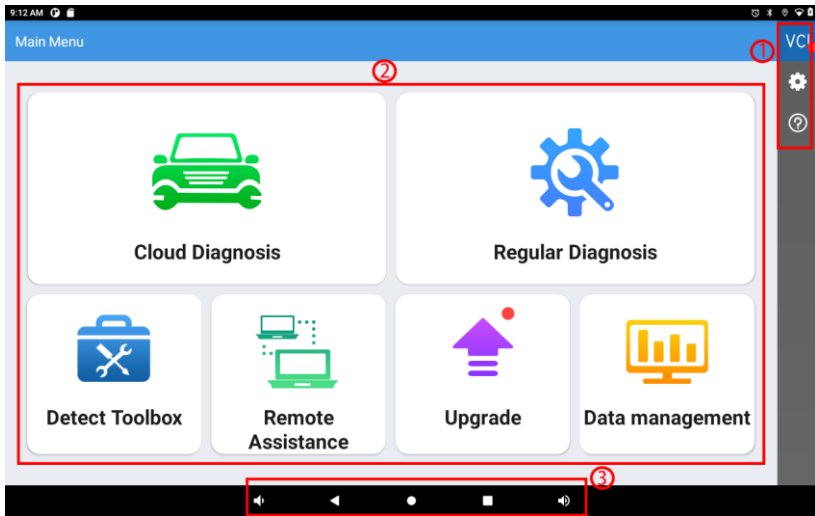 9:12 AM
Main Menu
VCI
①
②
Cloud Diagnosis
Regular Diagnosis
Detect Toolbox
Remote
Assistance
Upgrade
Data management
③